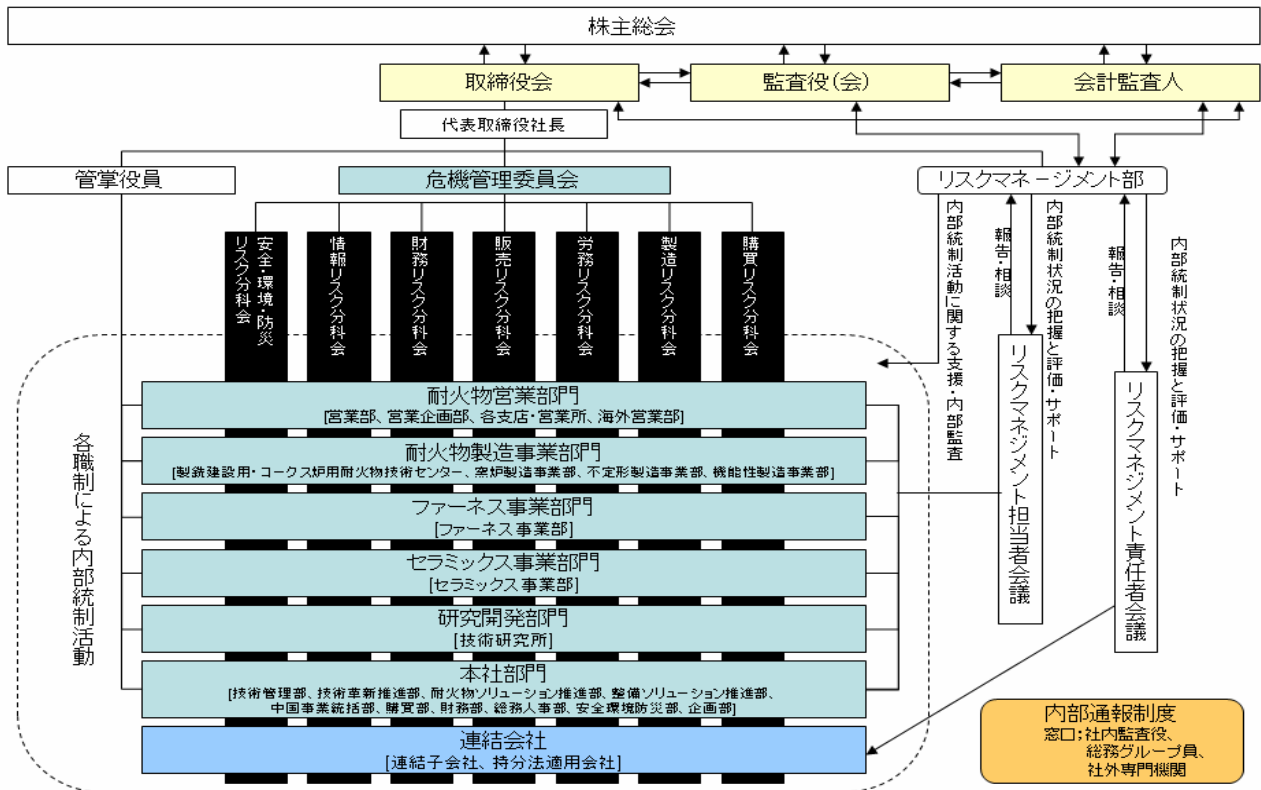 株主総会
取締役会
監査役(会)
会計監査人
代表取締役社長
管掌役員
危機管理委員会
リスクマネージメント部
安全・環境・防災
リスク分科会
情報リスク分科会
財務リスク分科会
販売リスク分科会
労務リスク分科会
製造リスク分科会
購買リスク分科会
内部統制活動に関する支援・内部監査
報告・相談
内部統制状況の把握と評価・サポート
報告・相談
内部統制状況の把握と評価・サポート
リスクマネジメント担当者会議
リスクマネジメント責任者会議
各職制による内部統制活動
耐火物営業部門
[営業部、営業企画部、各支店・営業所、海外営業部]
耐火物製造事業部門
[製銑建設用・コークス炉用耐火物技術センター、窯炉製造事業部、不定形製造事業部、機能性製造事業部]
ファーネス事業部門
[ファーネス事業部]
セラミックス事業部門
[セラミックス事業部]
研究開発部門
[技術研究所]
本社部門
[技術管理部、技術革新推進部、耐火物ソリューション推進部、整備ソリューション推進部、
中国事業統括部、購買部、財務部、総務人事部、安全環境防災部、企画部]
連結会社
[連結子会社、持分法適用会社]
内部通報制度
窓口;社内監査役、
総務グループ員、
社外専門機関